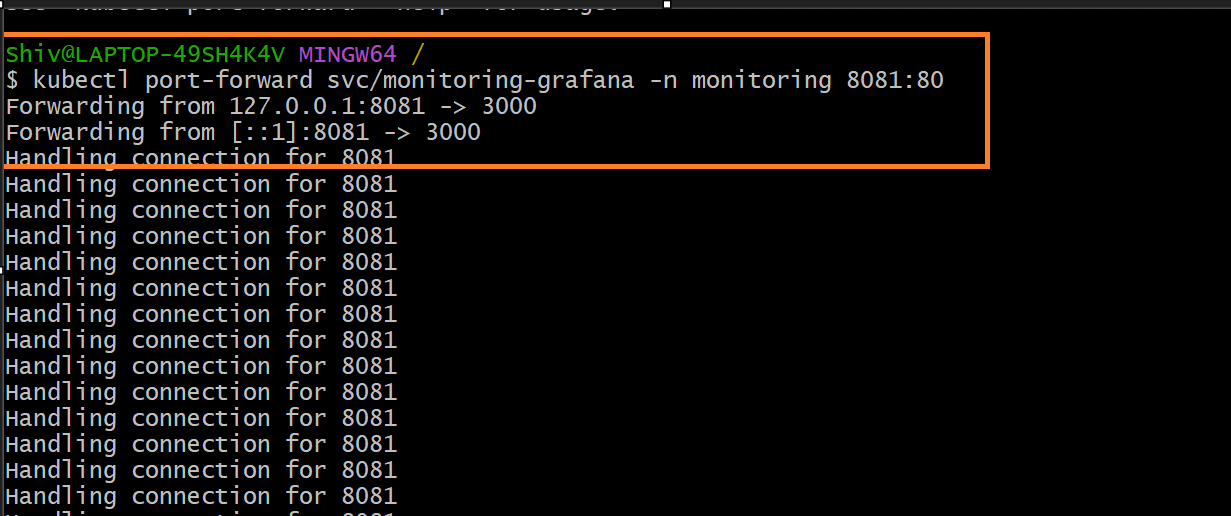 Shiv@LAPTOP-49SH4K4V MINGW64 /
$ kubectl port-forward svc/monitoring-grafana -n monitoring 8081:80
Forwarding from 127.0.0.1:8081 -> 3000
Forwarding from [::1]:8081 -> 3000
Handling connection for 8081
Handling connection for 8081
Handling connection for 8081
Handling connection for 8081
Handling connection for 8081
Handling connection for 8081
Handling connection for 8081
Handling connection for 8081
Handling connection for 8081
Handling connection for 8081
Handling connection for 8081
Handling connection for 8081
Handling connection for 8081
Handling connection for 8081